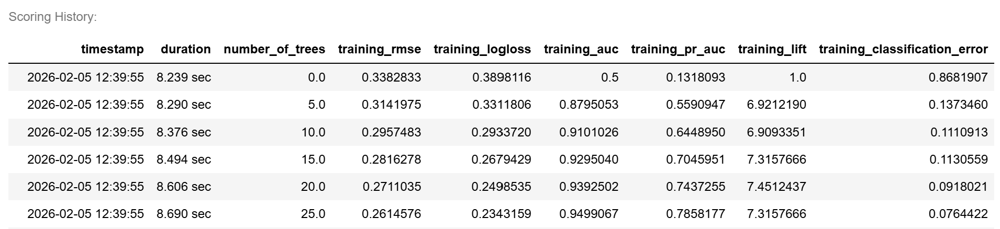 Scoring History:
timestamp duration number_of_trees training_rmse training_logloss training_auc training_pr_auc training_lift training_classification_error
2026-02-05 12:39:55 8.239 sec 0.0 0.3382833 0.3898116 0.5 0.1318093 1.0 0.8681907
2026-02-05 12:39:55 8.290 sec 5.0 0.3141975 0.3311806 0.8795053 0.5590947 6.9212190 0.1373460
2026-02-05 12:39:55 8.376 sec 10.0 0.2957483 0.2933720 0.9101026 0.6448950 6.9093351 0.1110913
2026-02-05 12:39:55 8.494 sec 15.0 0.2816278 0.2679429 0.9295040 0.7045951 7.3157666 0.1130559
2026-02-05 12:39:55 8.606 sec 20.0 0.2711035 0.2498535 0.9392502 0.7437255 7.4512437 0.0918021
2026-02-05 12:39:55 8.690 sec 25.0 0.2614576 0.2343159 0.9499067 0.7858177 7.3157666 0.0764422